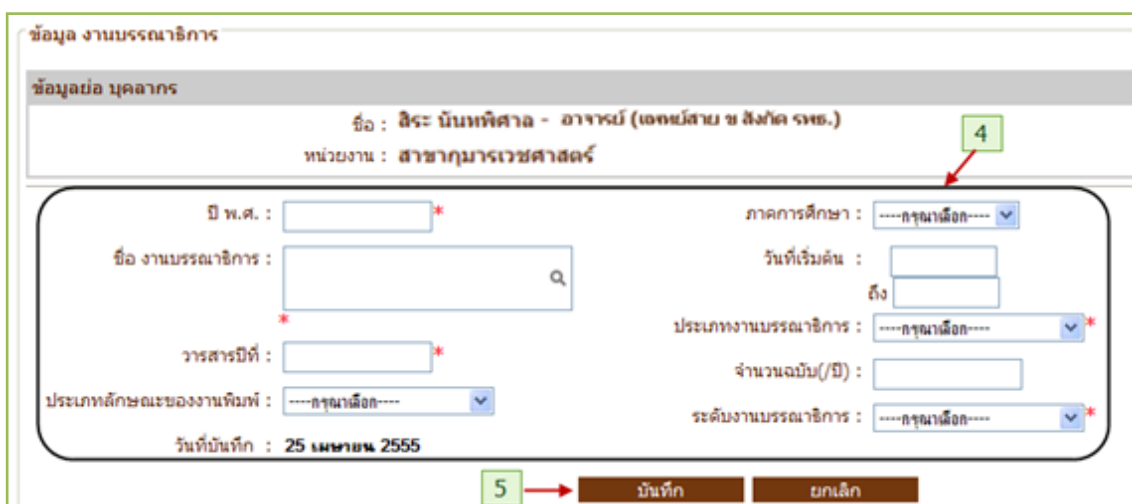 ข้อมูล งานบรรณาธิการ
ข้อมูลย่อ บุคลากร
ชื่อ : สิระ นันทพิศาล - อาจารย์ (แพทย์สาย ข สังกัด รพธ.)
หน่วยงาน : สาขากุมารเวชศาสตร์
4
ปี พ.ศ. : *
ภาคการศึกษา : ----กรุณาเลือก----
ชื่อ งานบรรณาธิการ :
*
วันที่เริ่มต้น :
ถึง
ประเภทงานบรรณาธิการ : ----กรุณาเลือก---- *
วารสารปีที่ : *
จำนวนฉบับ(/ปี) :
ประเภทลักษณะของงานพิมพ์ : ----กรุณาเลือก----
ระดับงานบรรณาธิการ : ----กรุณาเลือก---- *
วันที่บันทึก : 25 เมษายน 2555
5 บันทึก ยกเลิก